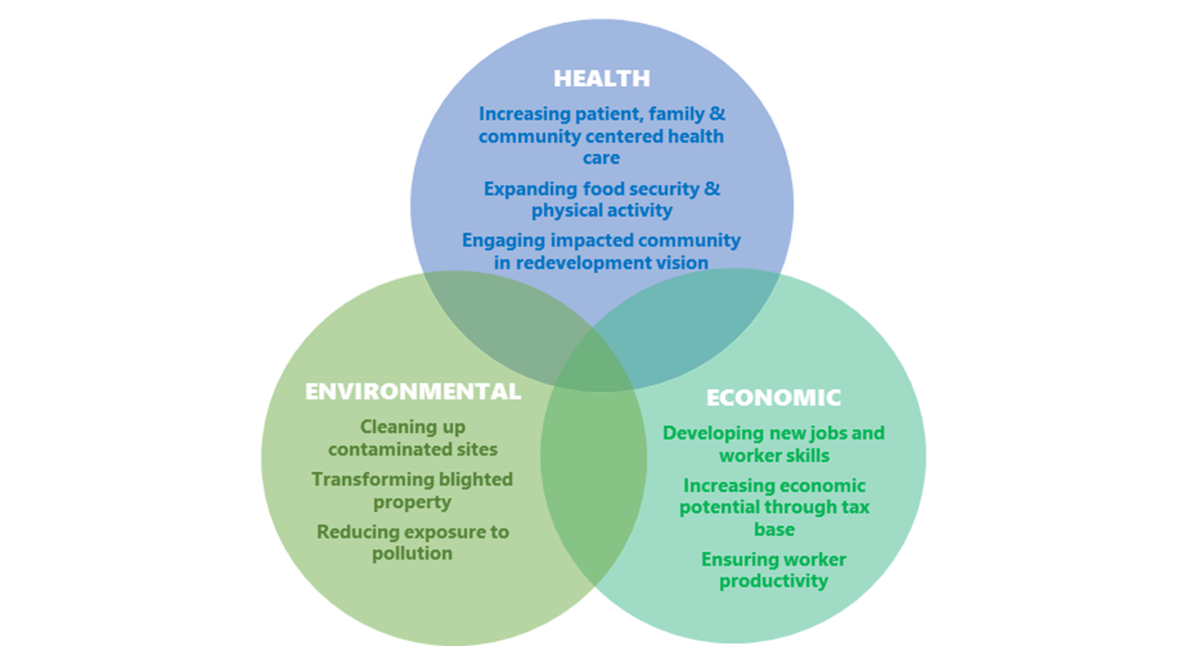 HEALTH
Increasing patient, family &
community centered health
care
Expanding food security &
physical activity
Engaging impacted community
in redevelopment vision
ENVIRONMENTAL
Cleaning up
contaminated sites
Transforming blighted
property
Reducing exposure to
pollution
ECONOMIC
Developing new jobs and
worker skills
Increasing economic
potential through tax
base
Ensuring worker
productivity